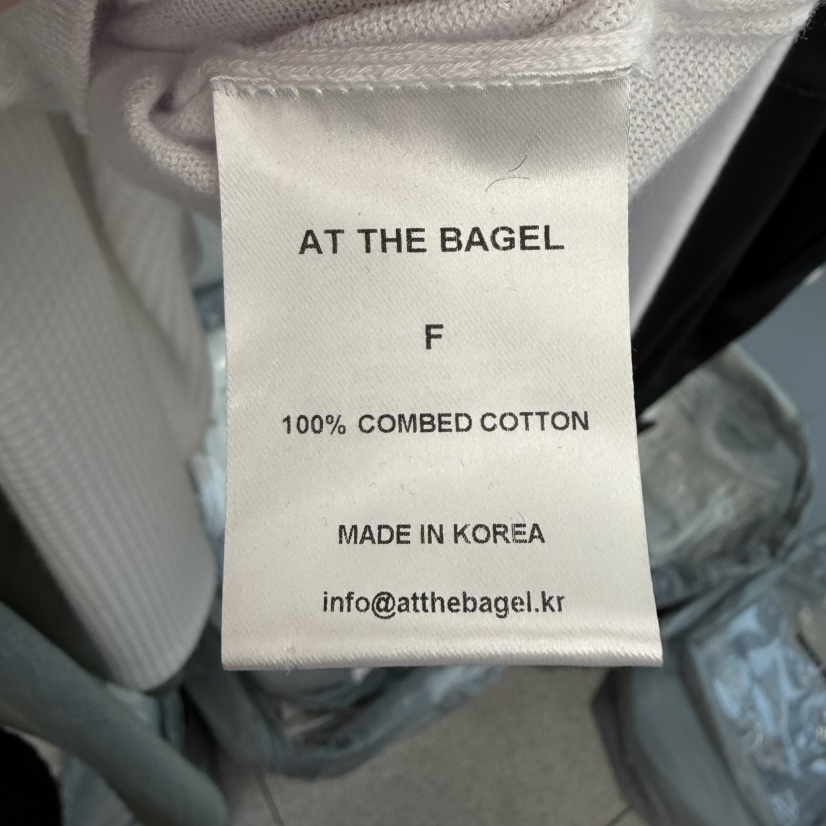 AT THE BAGEL
F
100% COMBED COTTON
MADE IN KOREA
info@atthebagel.kr